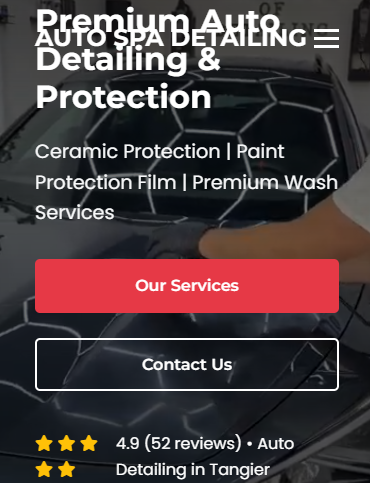 Premium Auto
AUTO SPA DETAILING
Detailing &
Protection
Ceramic Protection | Paint
Protection Film | Premium Wash
Services
Our Services
Contact Us
4.9 (52 reviews) • Auto
Detailing in Tangier